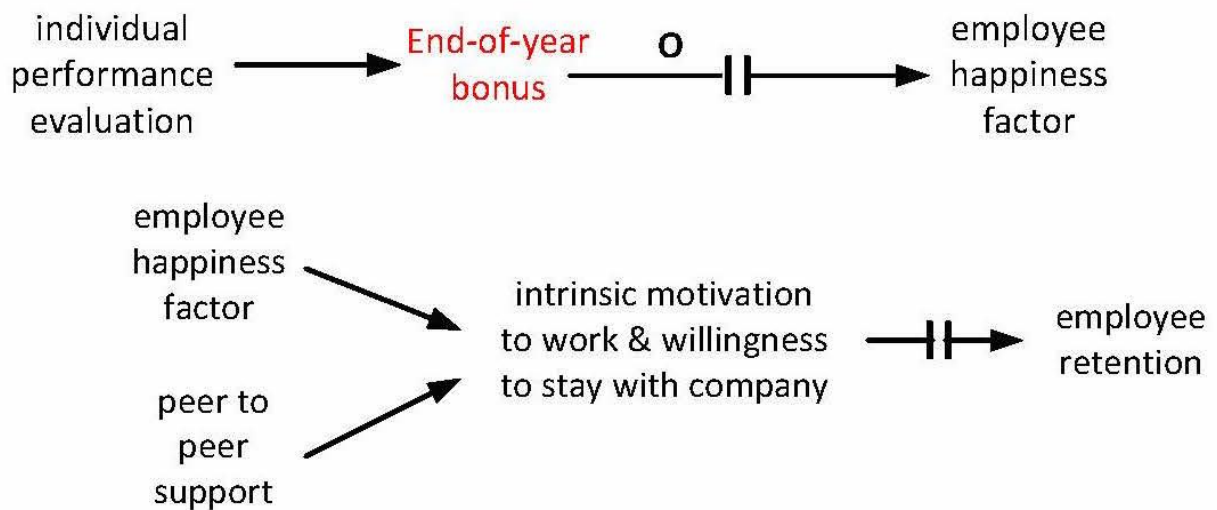 individual
performance
evaluation
End-of-year
bonus
O
employee
happiness
factor
employee
happiness
factor
peer to
peer
support
intrinsic motivation
to work & willingness
to stay with company
employee
retention